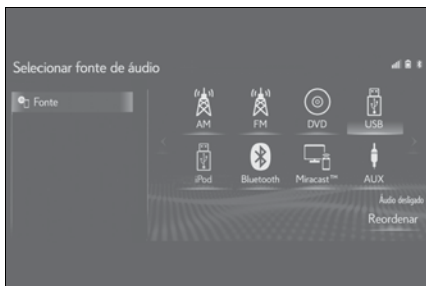 Selecionar fonte de áudio
Fonte
AM
FM
DVD
USB
iPod
Bluetooth
Miracast™
AUX
Áudio desligado
Reordenar